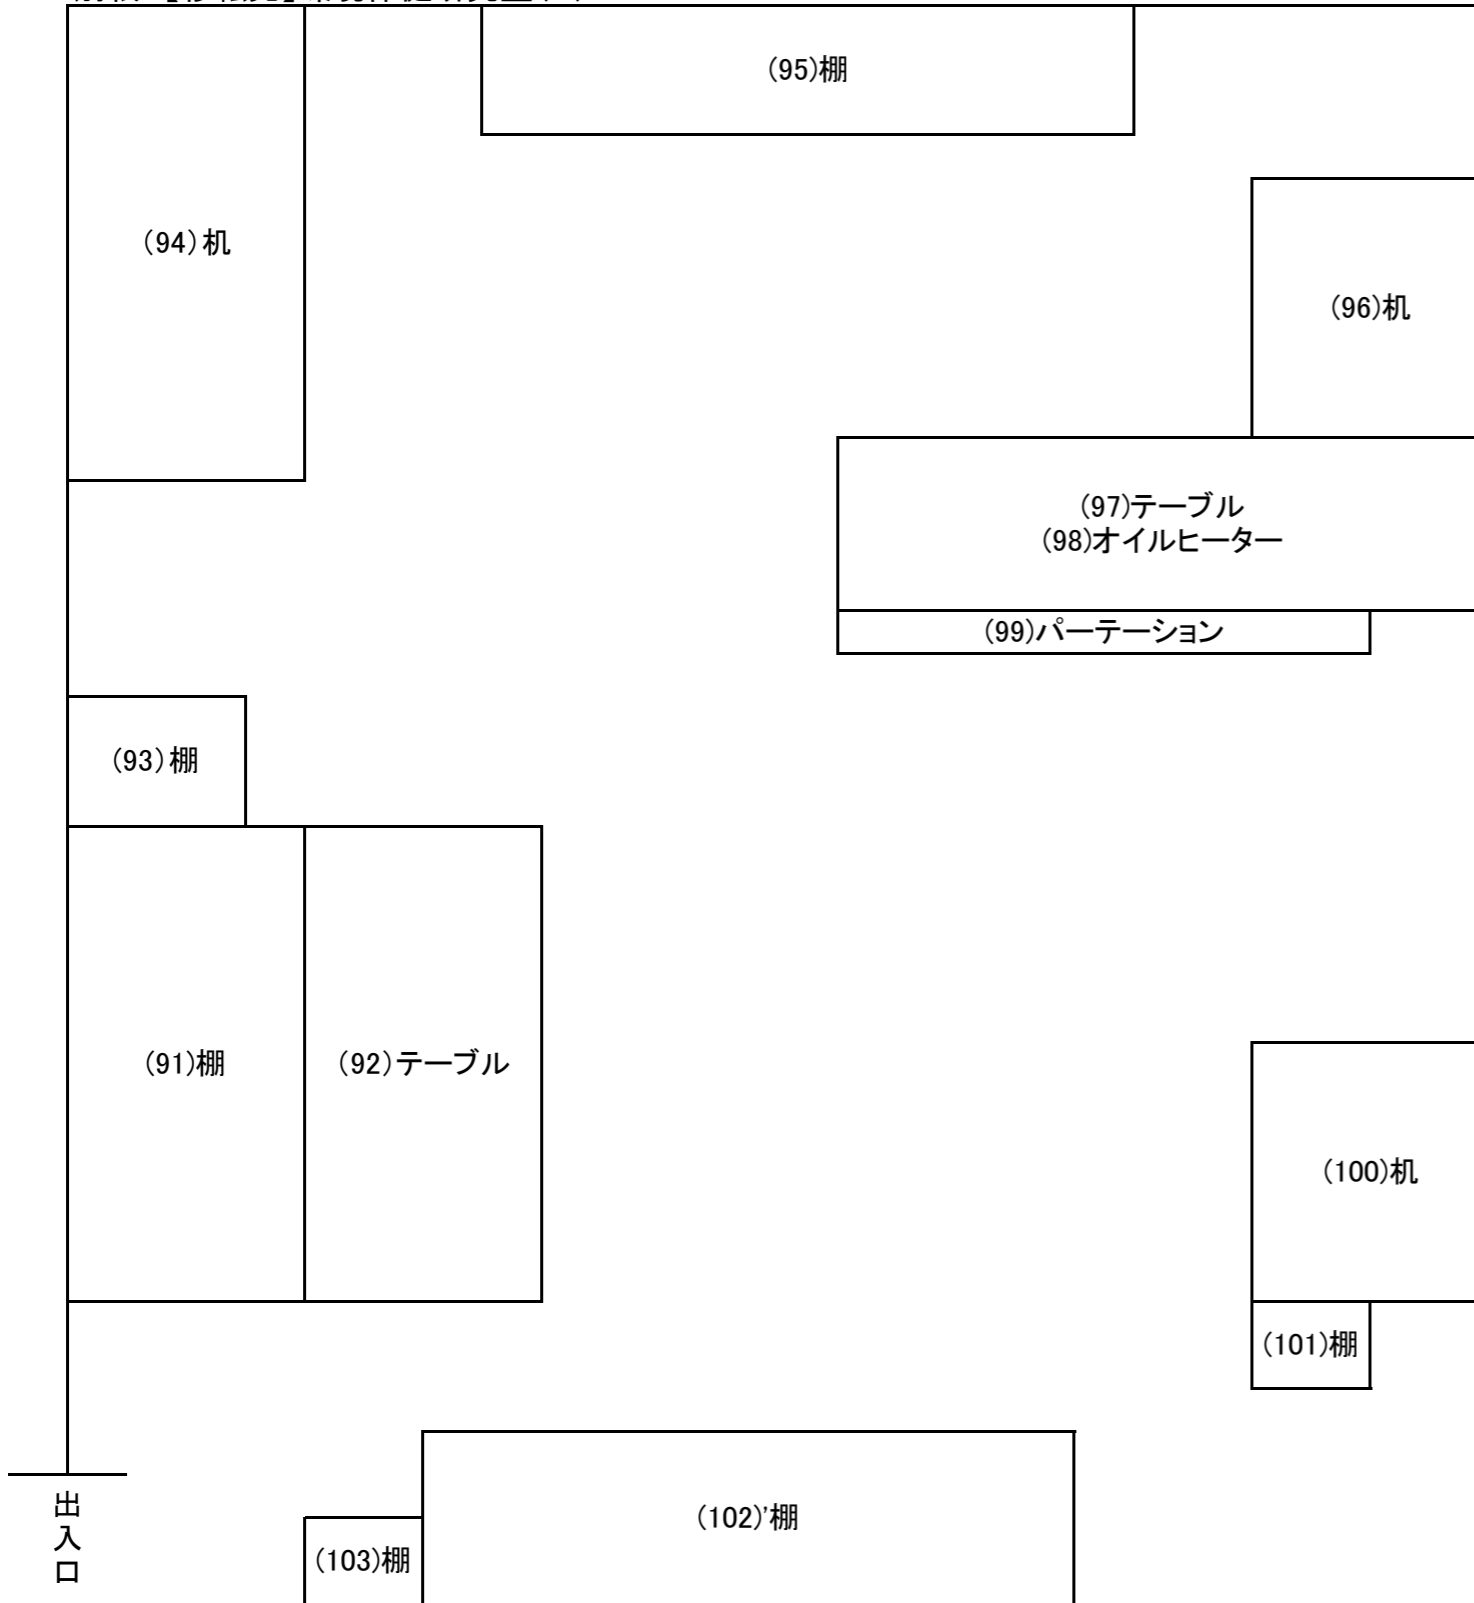 (95)棚
(94)机
(96)机
(97)テーブル
(98)オイルヒーター
(99)パーテーション
(93)棚
(91)棚
(92)テーブル
(100)机
(101)棚
(102)'棚
(103)棚
出入口